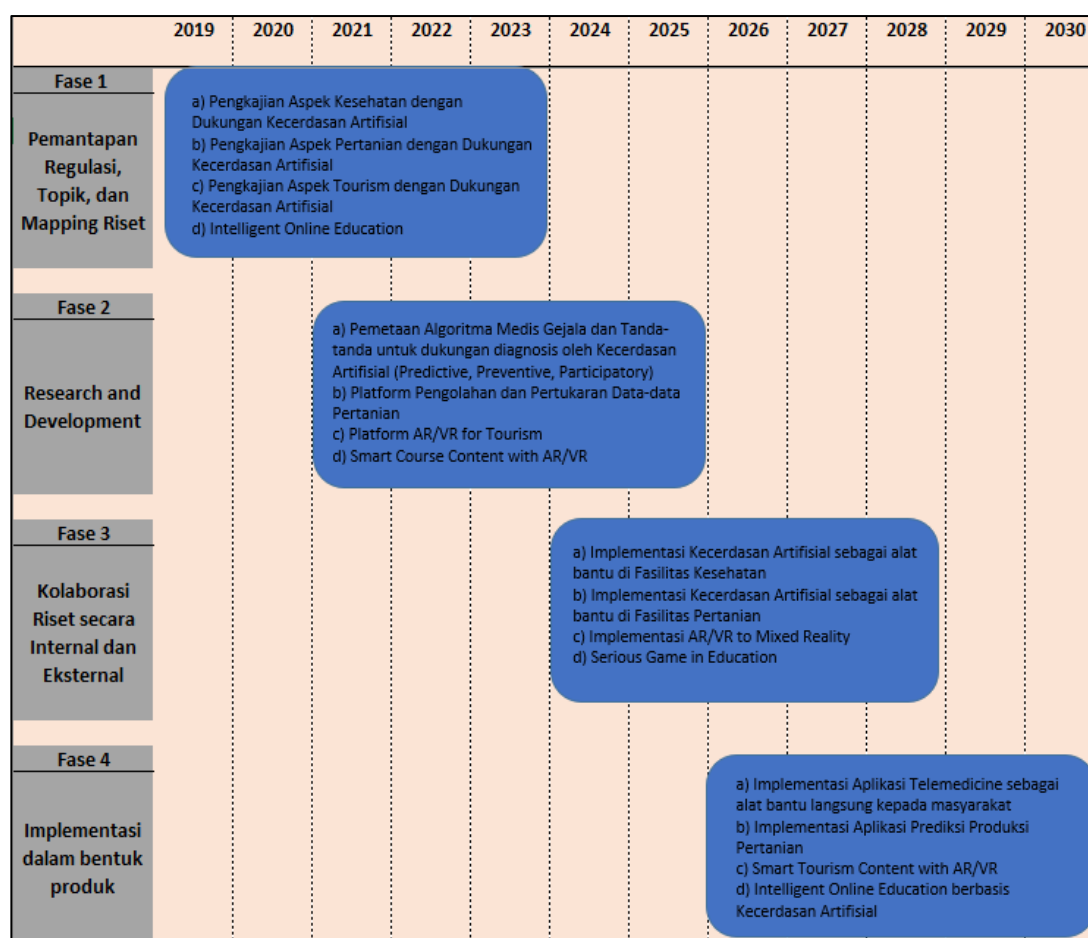 2019 2020 2021 2022 2023 2024 2025 2026 2027 2028 2029 2030
Fase 1
Pemantapan
Regulasi,
Topik, dan
Mapping Riset
a) Pengkajian Aspek Kesehatan dengan
Dukungan Kecerdasan Artifisial
b) Pengkajian Aspek Pertanian dengan Dukungan
Kecerdasan Artifisial
c) Pengkajian Aspek Tourism dengan Dukungan
Kecerdasan Artifisial
d) Intelligent Online Education
Fase 2
Research and
Development
a) Pemetaan Algoritma Medis Gejala dan Tanda-
tanda untuk dukungan diagnosis oleh Kecerdasan
Artifisial (Predictive, Preventive, Participatory)
b) Platform Pengolahan dan Pertukaran Data-data
Pertanian
c) Platform AR/VR for Tourism
d) Smart Course Content with AR/VR
Fase 3
Kolaborasi
Riset secara
Internal dan
Eksternal
a) Implementasi Kecerdasan Artifisial sebagai alat
bantu di Fasilitas Kesehatan
b) Implementasi Kecerdasan Artifisial sebagai alat
bantu di Fasilitas Pertanian
c) Implementasi AR/VR to Mixed Reality
d) Serious Game in Education
Fase 4
Implementasi
dalam bentuk
produk
a) Implementasi Aplikasi Telemedicine sebagai
alat bantu langsung kepada masyarakat
b) Implementasi Aplikasi Prediksi Produksi
Pertanian
c) Smart Tourism Content with AR/VR
d) Intelligent Online Education berbasis
Kecerdasan Artifisial